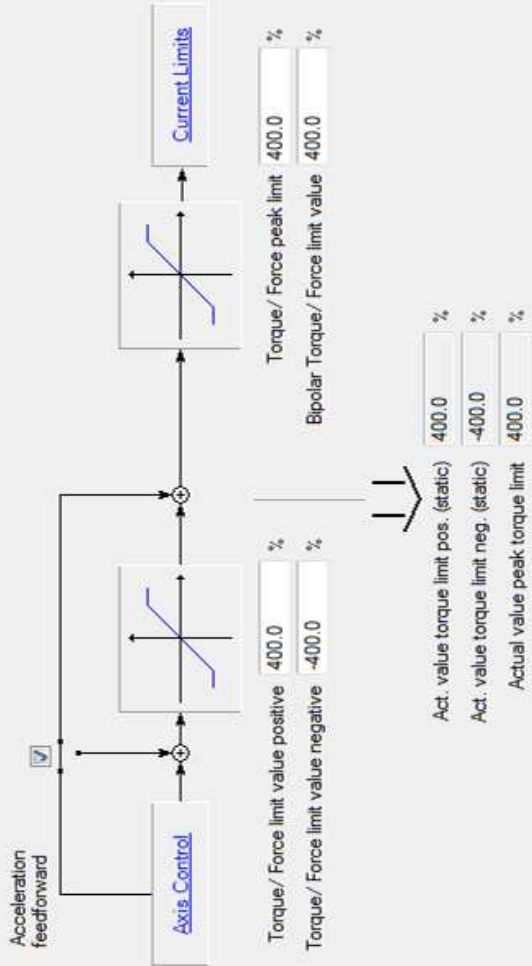 Acceleration
feedforward
Axis Control
Current Limits
Torque/ Force limit value positive 400.0 %
Torque/ Force limit value negative -400.0 %
Torque/ Force peak limit 400.0 %
Bipolar Torque/ Force limit value 400.0 %
Act. value torque limit pos. (static) 400.0 %
Act. value torque limit neg. (static) -400.0 %
Actual value peak torque limit 400.0 %